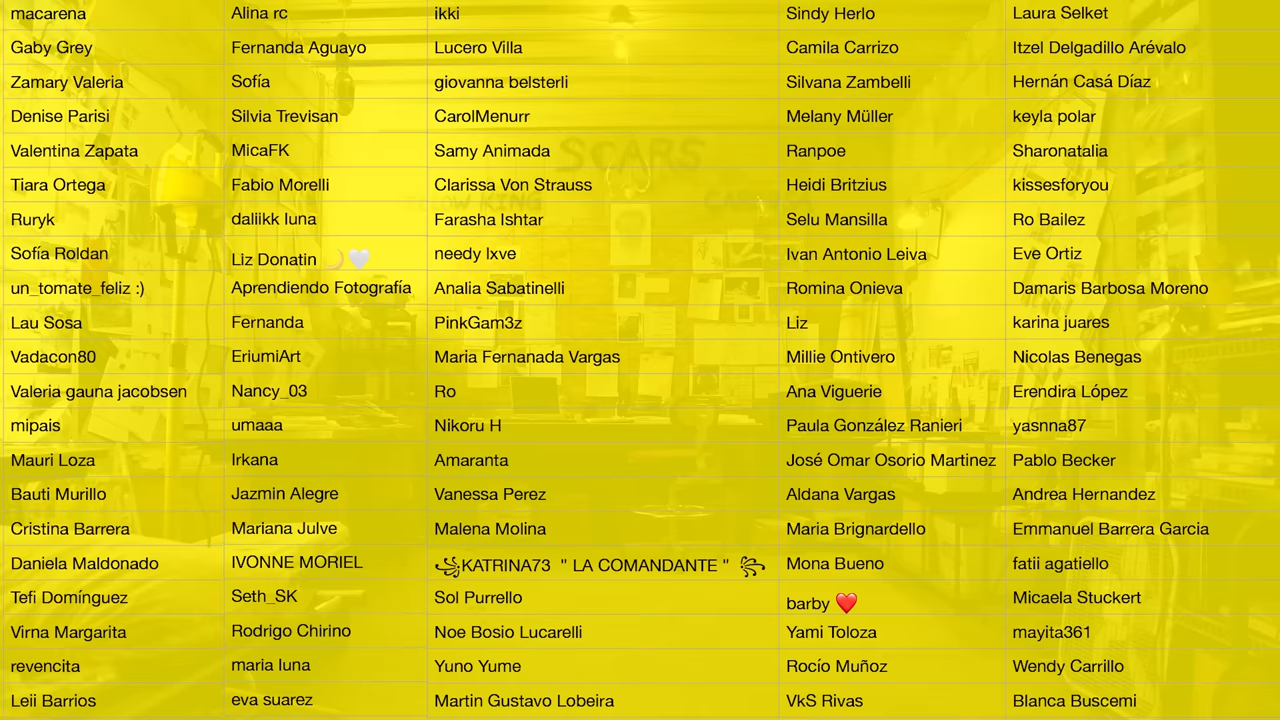 macarena Alina rc ikki Sindy Herlo Laura Selket
Gaby Grey Fernanda Aguayo Lucero Villa Camila Carrizo Itzel Delgadillo Arévalo
Zamary Valeria Sofía giovanna belsterli Silvana Zambelli Hernán Casá Díaz
Denise Parisi Silvia Trevisan CarolMenurr Melany Müller keyla polar
SCARS
Valentina Zapata MicaFK Samy Animada Ranpoe Sharonatalia
Tiara Ortega Fabio Morelli Clarissa Von Strauss Heidi Britzius kissesforyou
Ruryk daliikk luna Farasha Ishtar Selu Mansilla Ro Bailez
Sofía Roldan Liz Donatin 🌙🤍 needy lxve Ivan Antonio Leiva Eve Ortiz
un_tomate_feliz :) Aprendiendo Fotografía Analia Sabatinelli Romina Onieva Damaris Barbosa Moreno
Lau Sosa Fernanda PinkGam3z Liz karina juares
Vadacon80 EriumiArt Maria Fernanada Vargas Millie Ontivero Nicolas Benegas
Valeria gauna jacobsen Nancy_03 Ro Ana Viguerie Erendira López
mipais umaaa Nikoru H Paula González Ranieri yasnna87
Mauri Loza Irkana Amaranta José Omar Osorio Martinez Pablo Becker
Bauti Murillo Jazmin Alegre Vanessa Perez Aldana Vargas Andrea Hernandez
Cristina Barrera Mariana Julve Malena Molina Maria Brignardello Emmanuel Barrera Garcia
Daniela Maldonado IVONNE MORIEL ꧁KATRINA73 " LA COMANDANTE " ꧂ Mona Bueno fatii agatiello
Tefi Domínguez Seth_SK Sol Purrello barby ❤️ Micaela Stuckert
Virna Margarita Rodrigo Chirino Noe Bosio Lucarelli Yami Toloza mayita361
revencita maria luna Yuno Yume Rocío Muñoz Wendy Carrillo
Leii Barrios eva suarez Martin Gustavo Lobeira VkS Rivas Blanca Buscemi